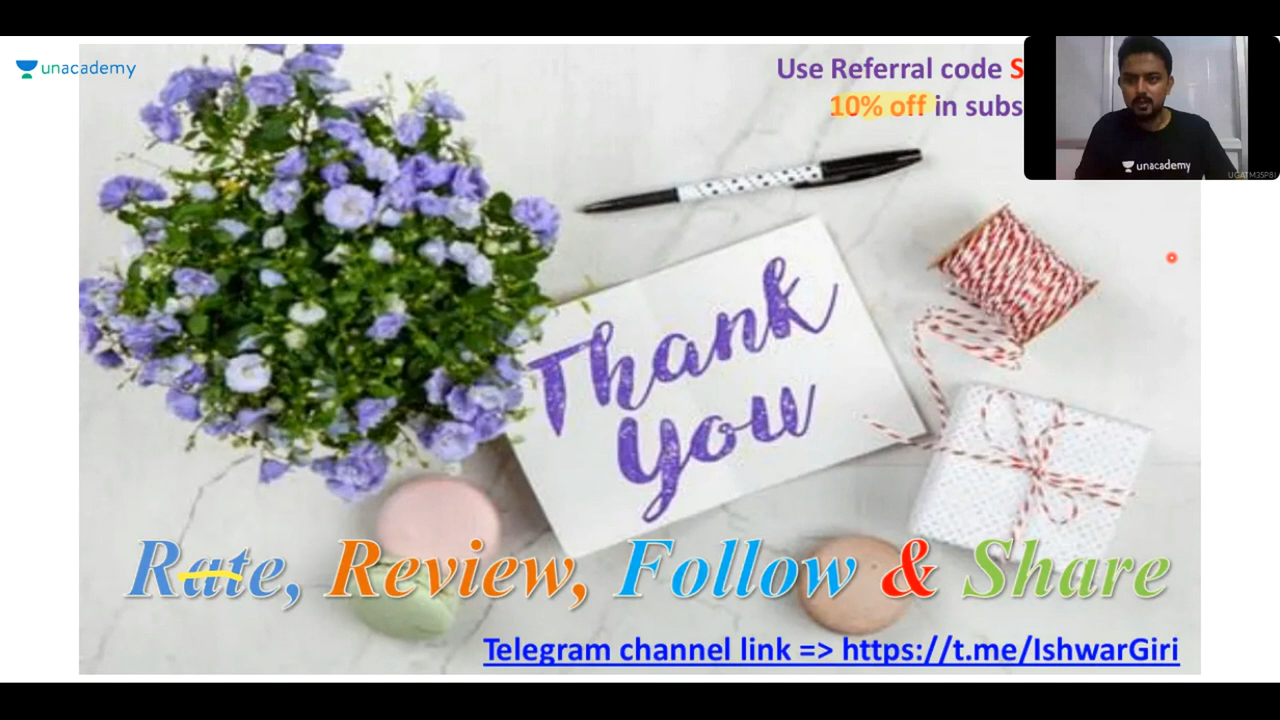 unacademy
Use Referral code S
10% off in subs
unacademy
Thank
You
Rate, Review, Follow & Share
Telegram channel link => https://t.me/IshwarGiri